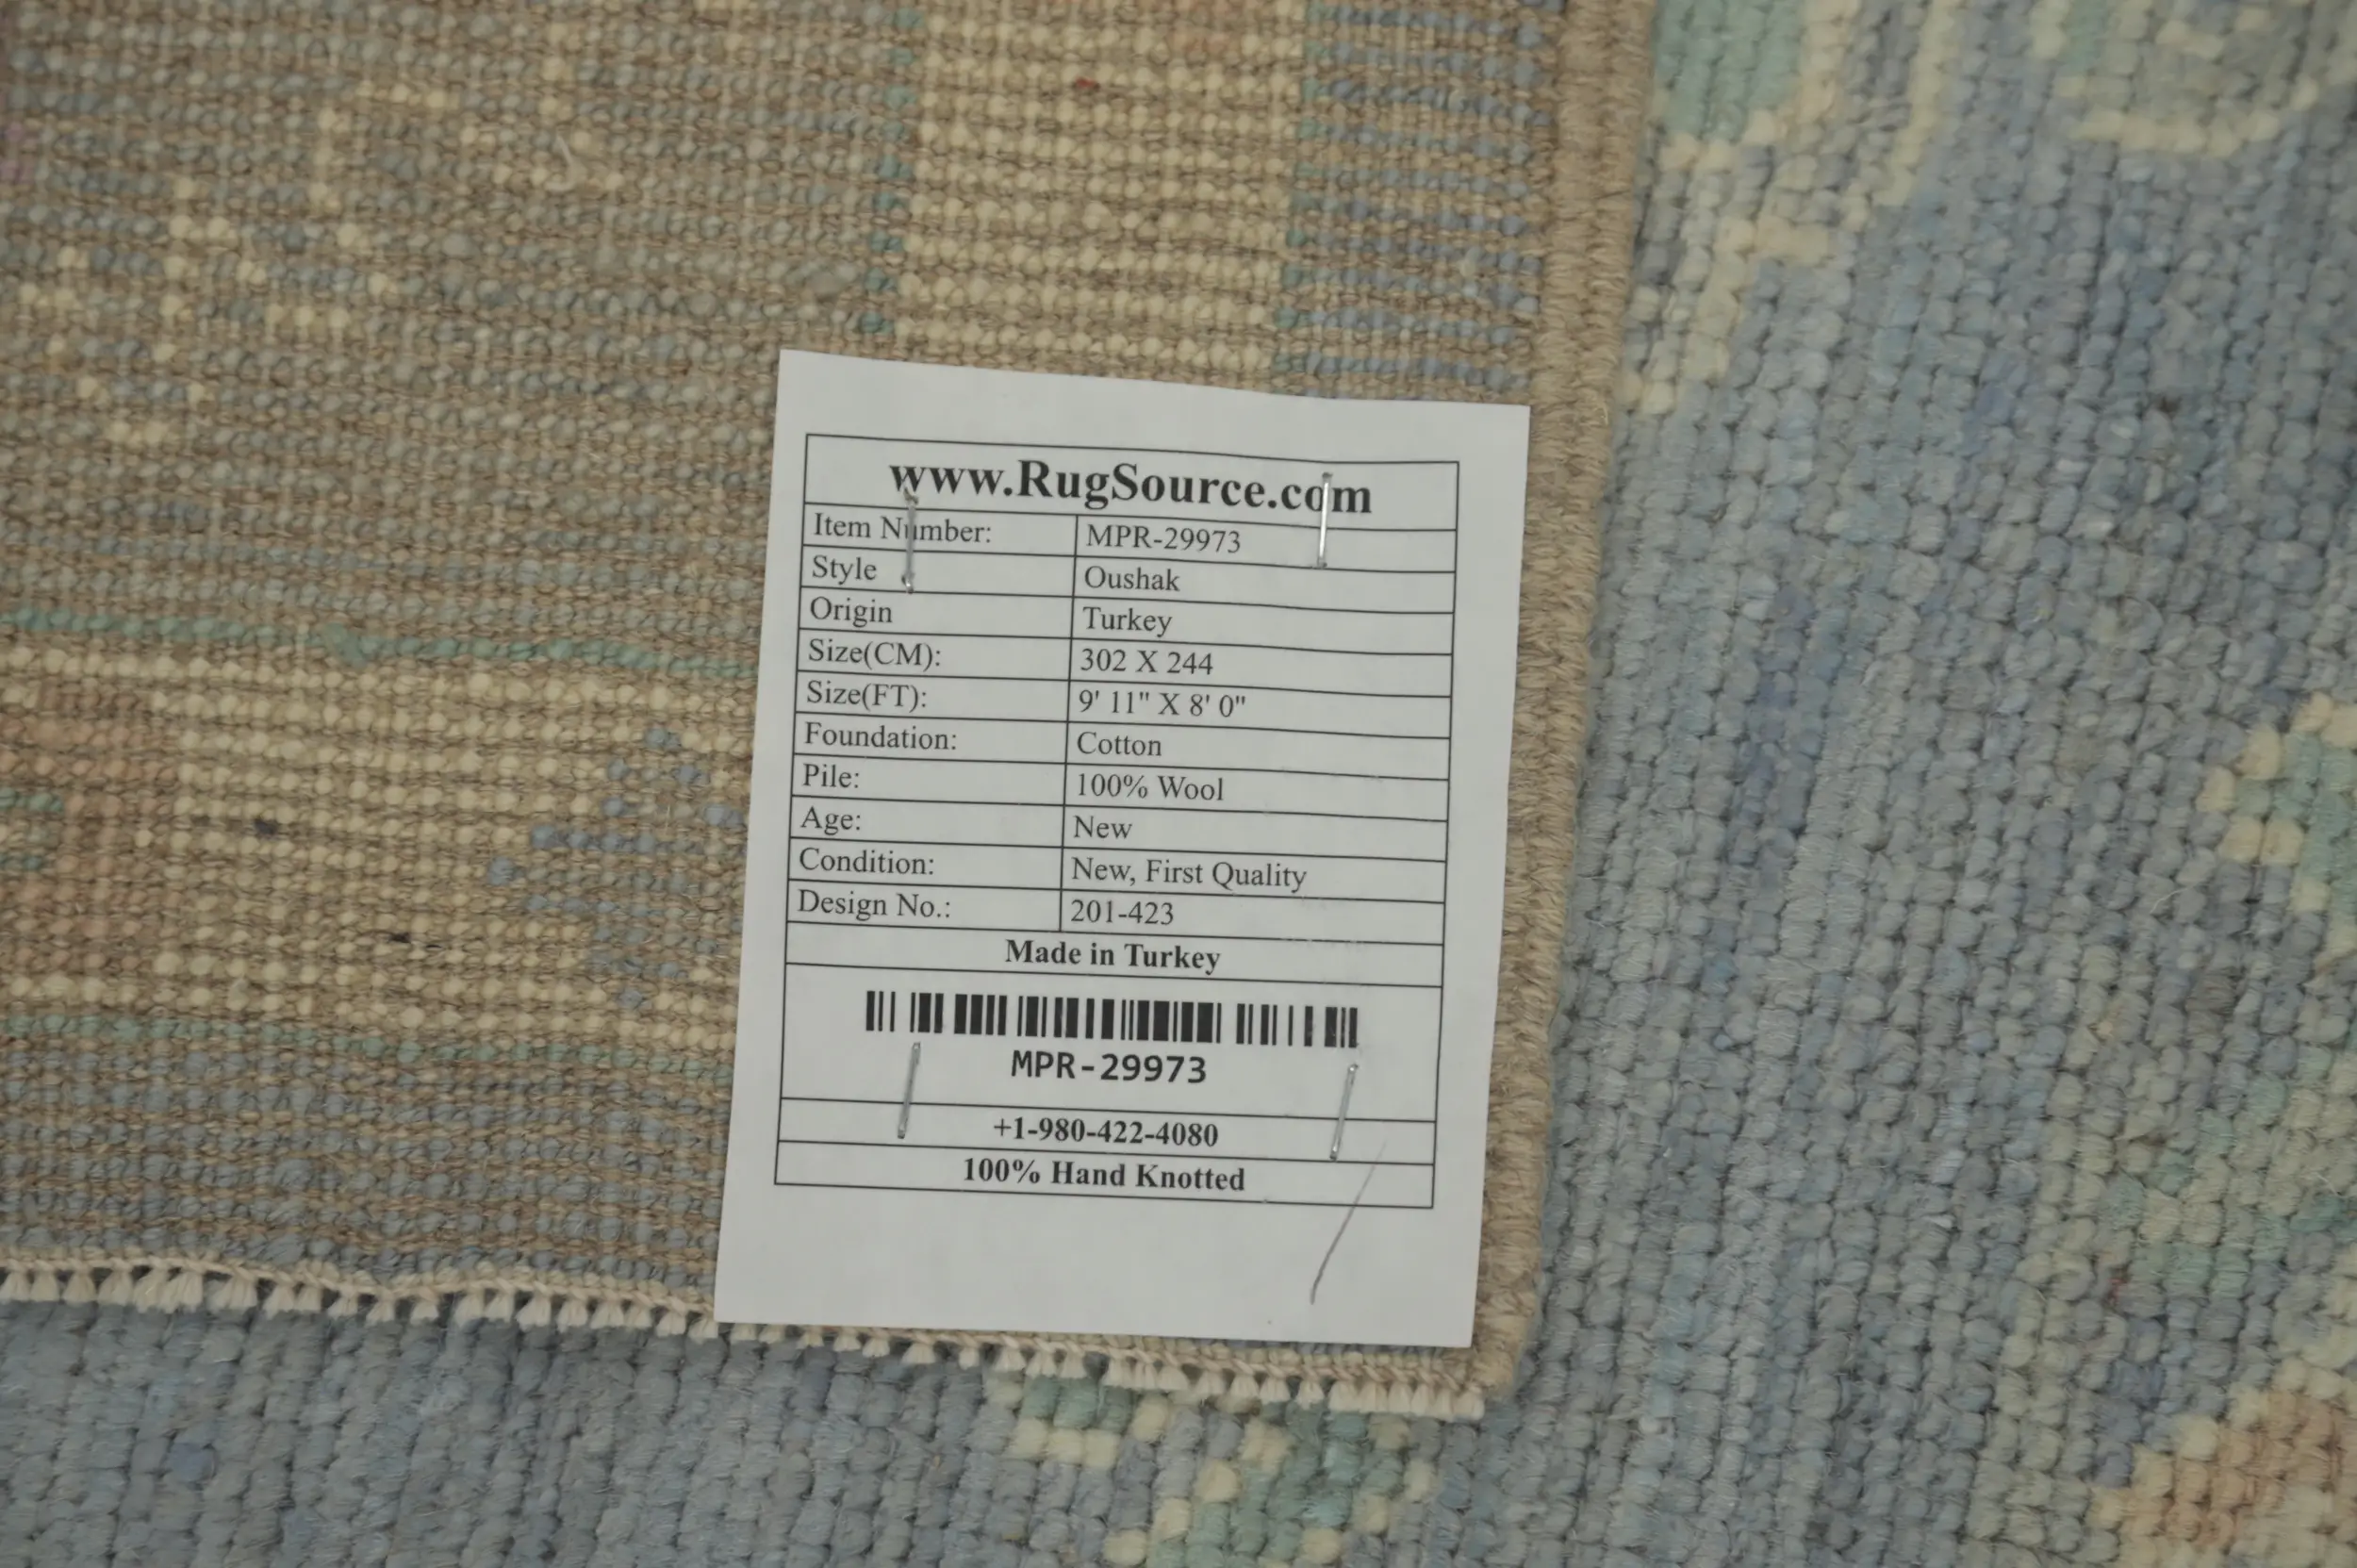 www.RugSource.com
Item Number: MPR-29973
Style Oushak
Origin Turkey
Size(CM): 302 X 244
Size(FT): 9' 11" X 8' 0"
Foundation: Cotton
Pile: 100% Wool
Age: New
Condition: New, First Quality
Design No.: 201-423
Made in Turkey
MPR-29973
+1-980-422-4080
100% Hand Knotted